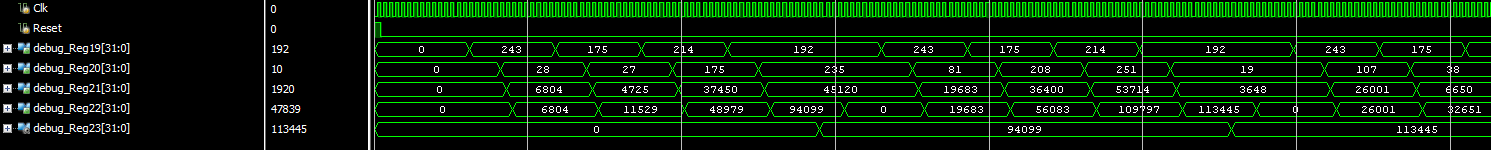 Clk 0
Reset 0
debug_Reg19[31:0] 192 0 243 175 214 192 243 175 214 192 243 175
debug_Reg20[31:0] 10 0 28 27 175 235 81 208 251 19 107 38
debug_Reg21[31:0] 1920 0 6804 4725 37450 45120 19683 36400 53714 3648 26001 6650
debug_Reg22[31:0] 47839 0 6804 11529 48979 94099 0 19683 56083 109797 113445 0 26001 32651
debug_Reg23[31:0] 113445 0 94099 113445